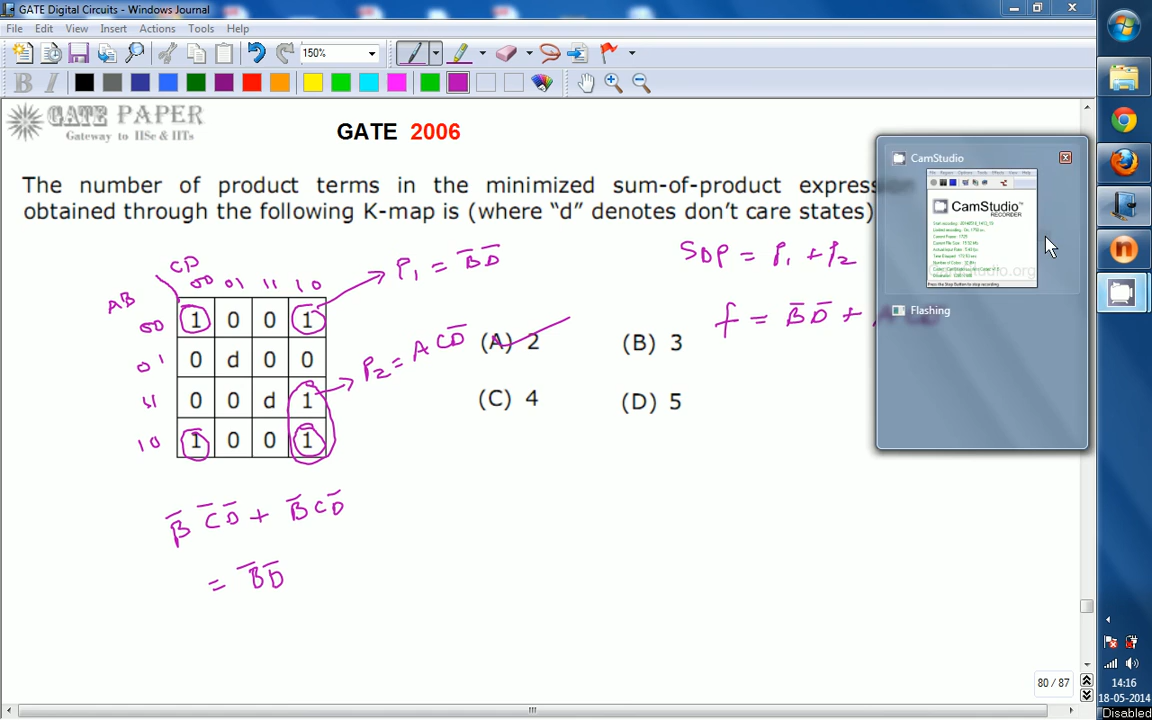 GATE Digital Circuits - Windows Journal
File Edit View Insert Actions Tools Help
150%
B I
GATE PAPER
Gateway to IISc & IITs
GATE 2006
The number of product terms in the minimized sum-of-product express
obtained through the following K-map is (where “d” denotes don’t care states)
CD
AB
00 01 11 10
00 1 0 0 1
01 0 d 0 0
11 0 0 d 1
10 1 0 0 1
P₁ = B̅D̅
P₂ = ACD̅
SOP = P₁ + P₂
f = B̅D̅ +
(A) 2 (B) 3
(C) 4 (D) 5
B̅C̅D̅ + B̅CD̅
= B̅D̅
CamStudio
CamStudio™
RECORDER
Flashing
80 / 87
14:16
18-05-2014
Disabled